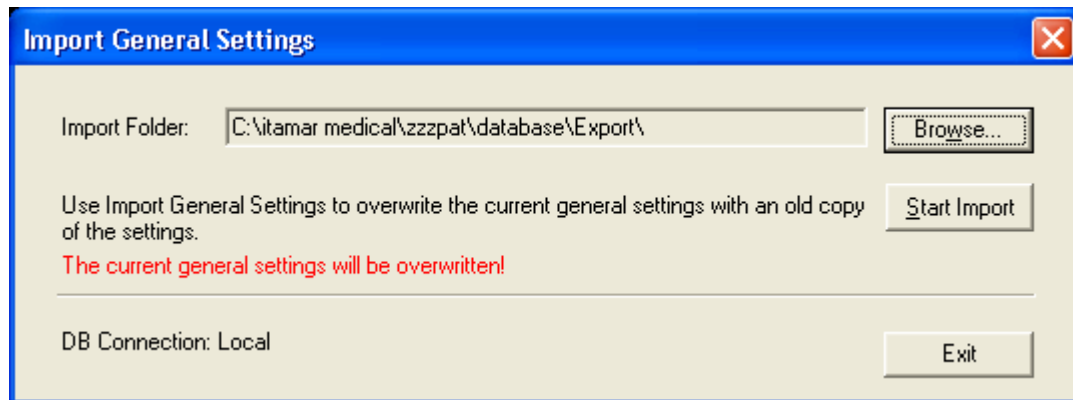 Import General Settings
Import Folder:
C:\itamar medical\zzzpat\database\Export\
Browse...
Use Import General Settings to overwrite the current general settings with an old copy
of the settings.
Start Import
The current general settings will be overwritten!
DB Connection: Local
Exit